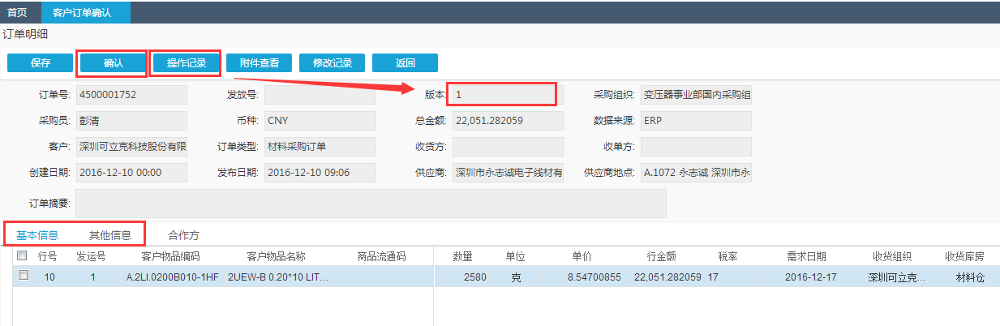 首页 客户订单确认
订单明细
保存 确认 操作记录 附件查看 修改记录 返回
订单号: 4500001752 发放号: 版本: 1 采购组织: 变压器事业部国内采购组
采购员: 彭清 币种: CNY 总金额: 22,051.282059 数据来源: ERP
客户: 深圳可立克科技股份有限 订单类型: 材料采购订单 收货方: 收单方:
创建日期: 2016-12-10 00:00 发布日期: 2016-12-10 09:06 供应商: 深圳市永志诚电子线材有 供应商地点: A.1072 永志诚 深圳市永
订单摘要:
基本信息 其他信息 合作方
行号 发运号 客户物品编码 客户物品名称 商品流通码 数量 单位 单价 行金额 税率 需求日期 收货组织 收货库房
10 1 A.2LI.0200B010-1HF 2UEW-B 0.20*10 LIT... 2580 克 8.54700855 22,051.282059 17 2016-12-17 深圳可立克... 材料仓